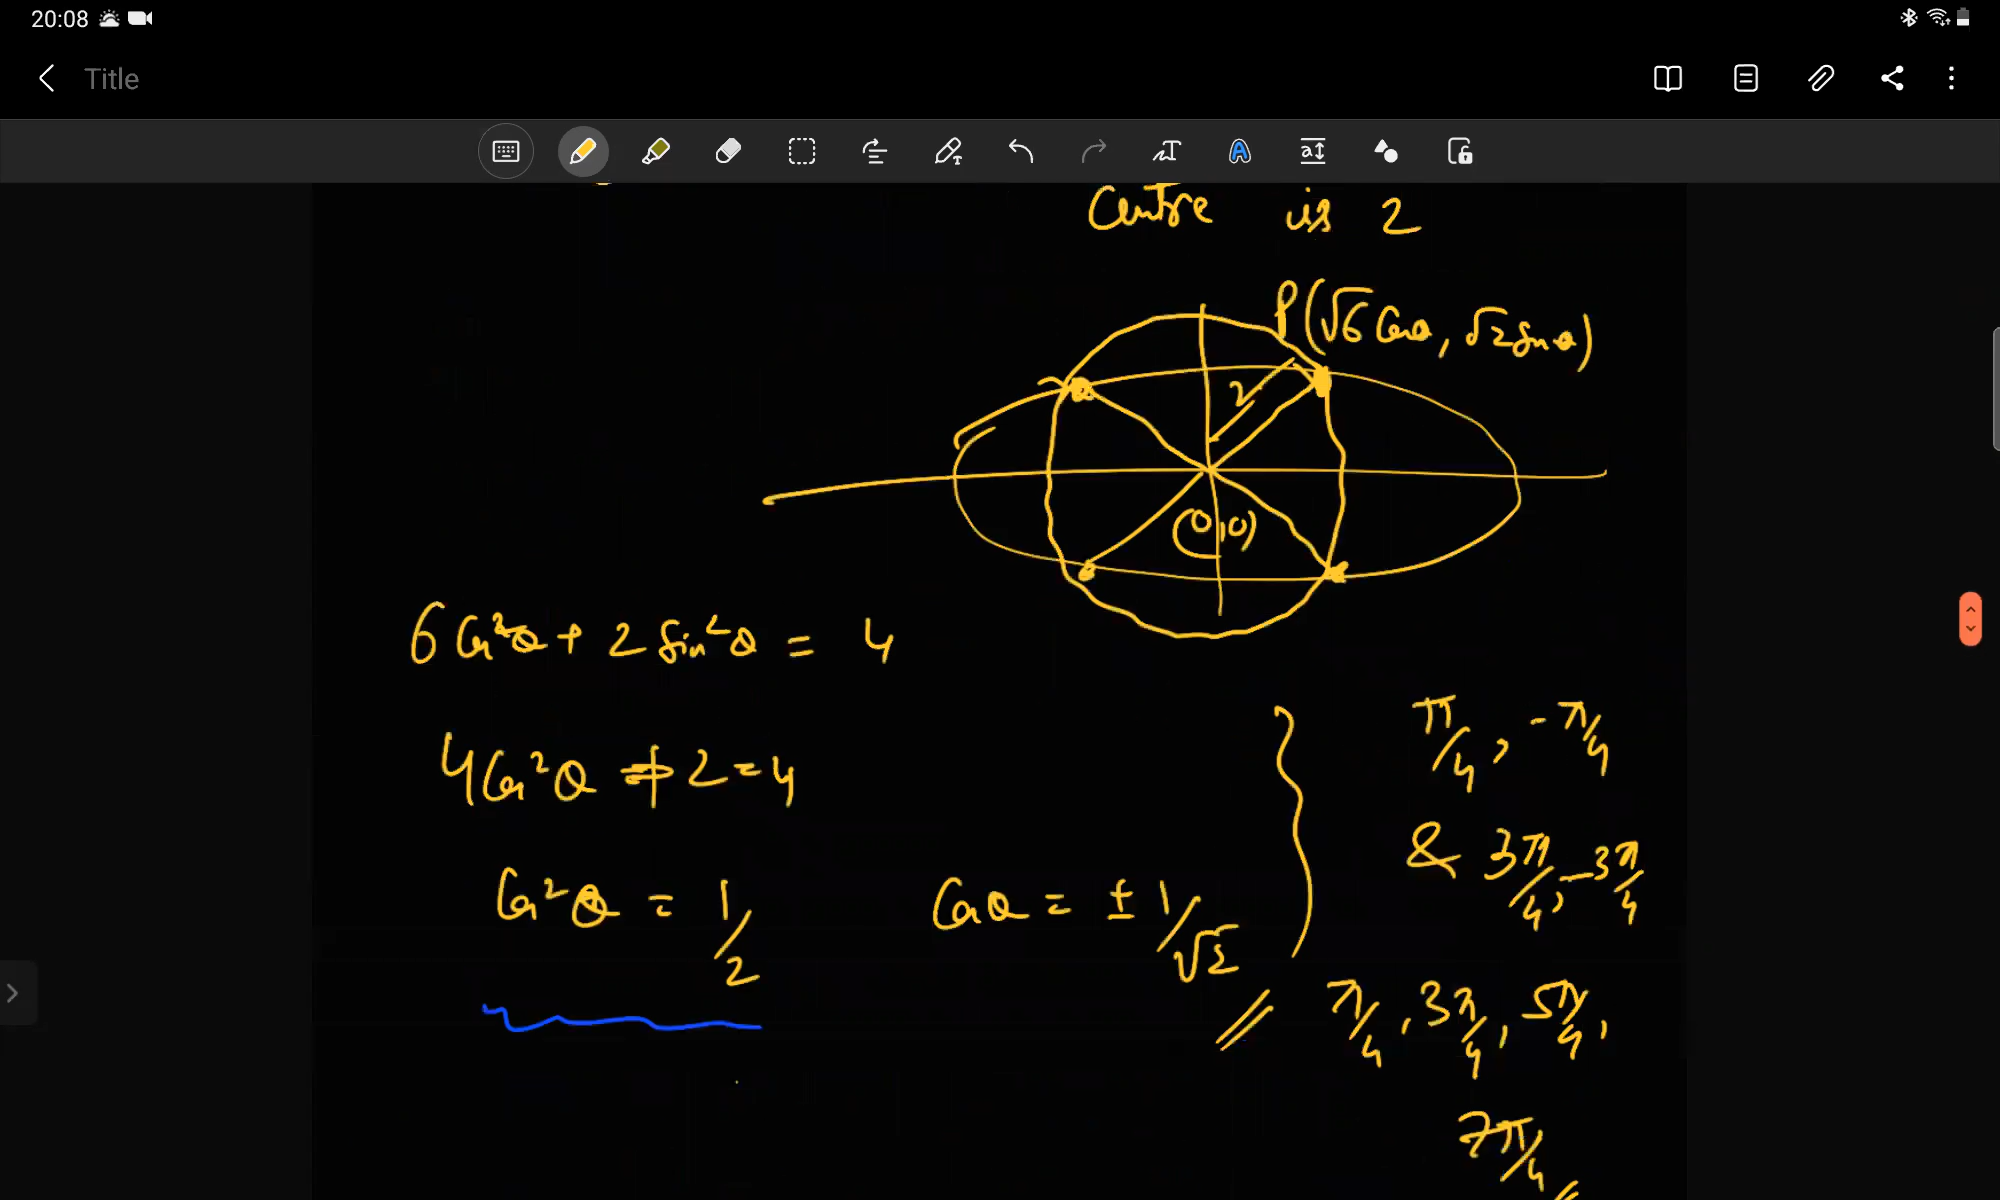 20:08
Title
Centre is 2
P(√6 Cosθ, √2 Sinθ)
2
(0,0)
6 Cos²θ + 2 Sin²θ = 4
4 Cos²θ + 2 = 4
π/4, -π/4
& 3π/4, -3π/4
Cos²θ = 1/2
Cosθ = ± 1/√2
π/4, 3π/4, 5π/4,
7π/4